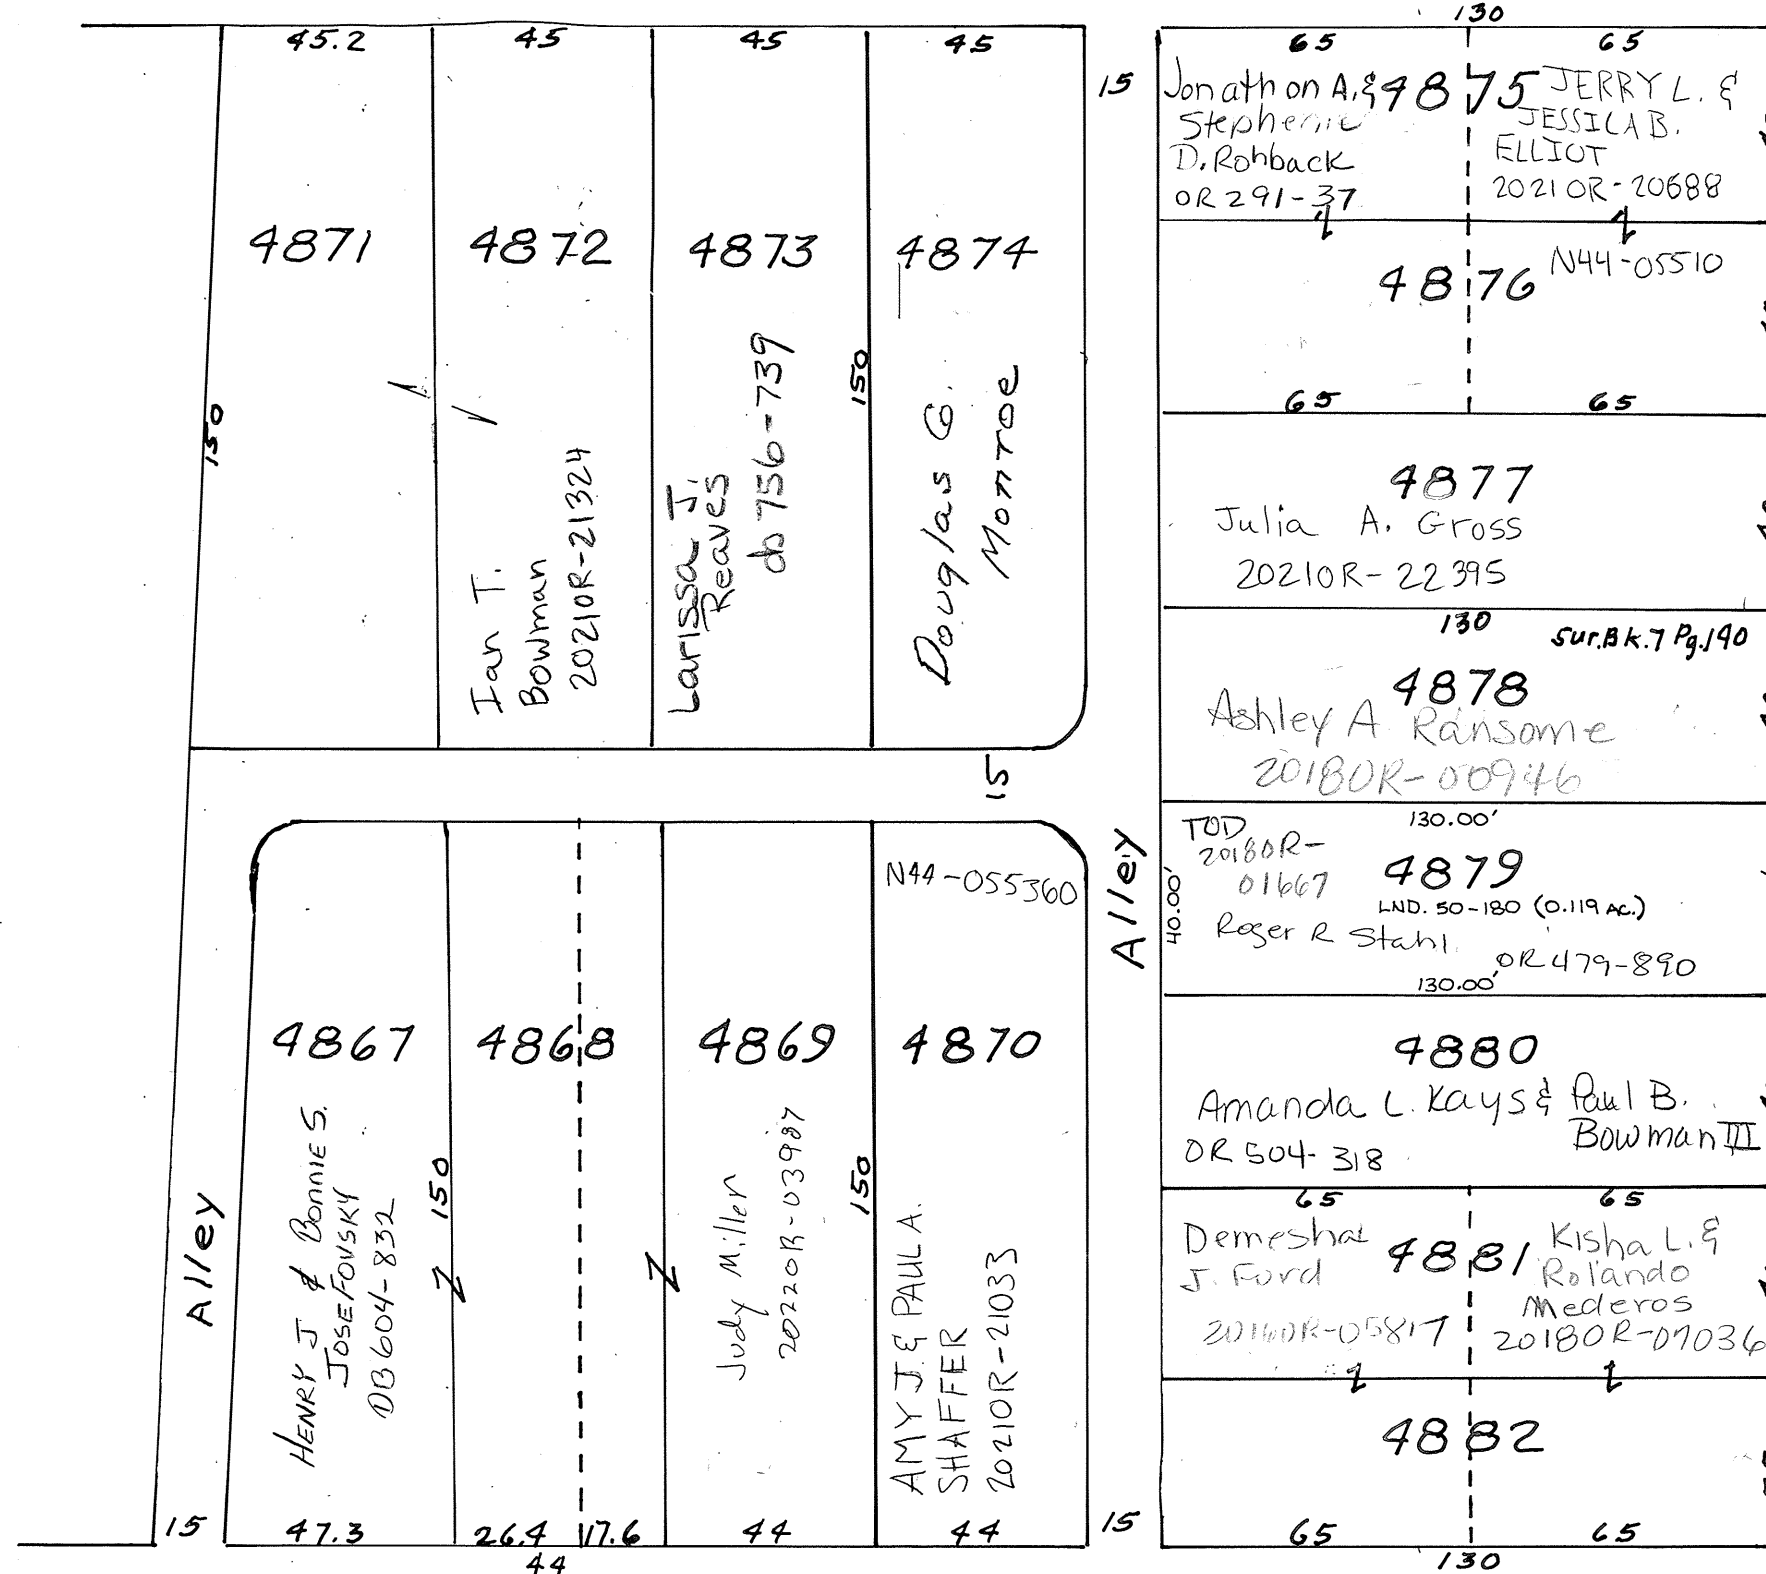 45.2
45
45
45
150
4871
4872
Ian T.
Bowman
2021OR-21324
4873
Larissa J.
Reaves
db 756-739
150
4874
Douglas G.
Monroe
15
15
Alley
15
4867
HENRY J & BONNIE S.
JOSEFOVSKY
DB604-832
150
4868
4869
Judy Miller
2022OR-03987
150
N44-055360
4870
AMY J. & PAUL A.
SHAFFER
2021OR-21033
47.3
26.4
17.6
44
44
44
15
Alley
15
130
65
65
4875
Jonathon A. &
Stephenie
D. Rohback
OR 291-37
JERRY L. &
JESSICA B.
ELLIOT
2021OR-20688
4876
N44-05510
65
65
4877
Julia A. Gross
2021OR-22395
130
Sur.Bk.7 Pg.190
4878
Ashley A Ransome
2018OR-00946
130.00'
TOD
2018OR-
01667
4879
40.00'
LND. 50-180 (0.119 AC.)
Roger R Stahl
OR 479-890
130.00'
4880
Amanda L. Kays & Paul B.
Bowman III
OR 504-318
65
65
4881
Demesha
J. Ford
2016OR-05817
Kisha L. &
Rolando
Mederos
2018OR-07036
4882
65
65
130